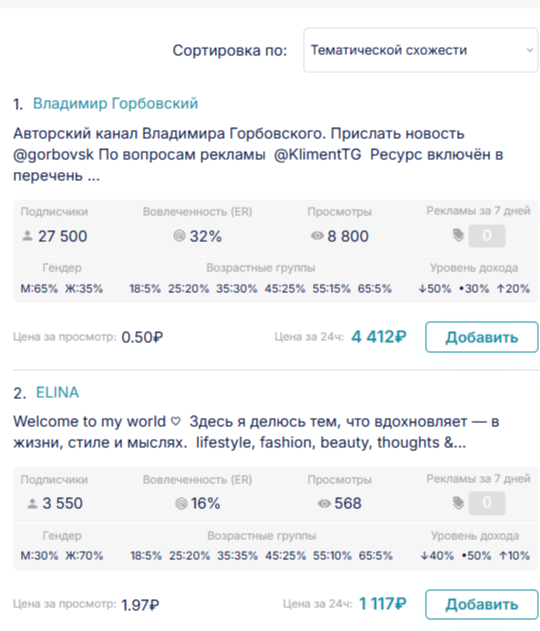 Сортировка по: Тематической схожести
1. Владимир Горбовский
Авторский канал Владимира Горбовского. Прислать новость
@gorbovsk По вопросам рекламы @KlimentTG Ресурс включён в
перечень ...
Подписчики Вовлеченность (ER) Просмотры Рекламы за 7 дней
27 500 32% 8 800 0
Гендер Возрастные группы Уровень дохода
М:65% Ж:35% 18:5% 25:20% 35:30% 45:25% 55:15% 65:5% ↓50% •30% ↑20%
Цена за просмотр: 0.50₽ Цена за 24ч: 4 412₽ Добавить
2. ELINA
Welcome to my world ♡ Здесь я делюсь тем, что вдохновляет — в
жизни, стиле и мыслях. lifestyle, fashion, beauty, thoughts &...
Подписчики Вовлеченность (ER) Просмотры Рекламы за 7 дней
3 550 16% 568 0
Гендер Возрастные группы Уровень дохода
М:30% Ж:70% 18:5% 25:20% 35:35% 45:25% 55:10% 65:5% ↓40% •50% ↑10%
Цена за просмотр: 1.97₽ Цена за 24ч: 1 117₽ Добавить